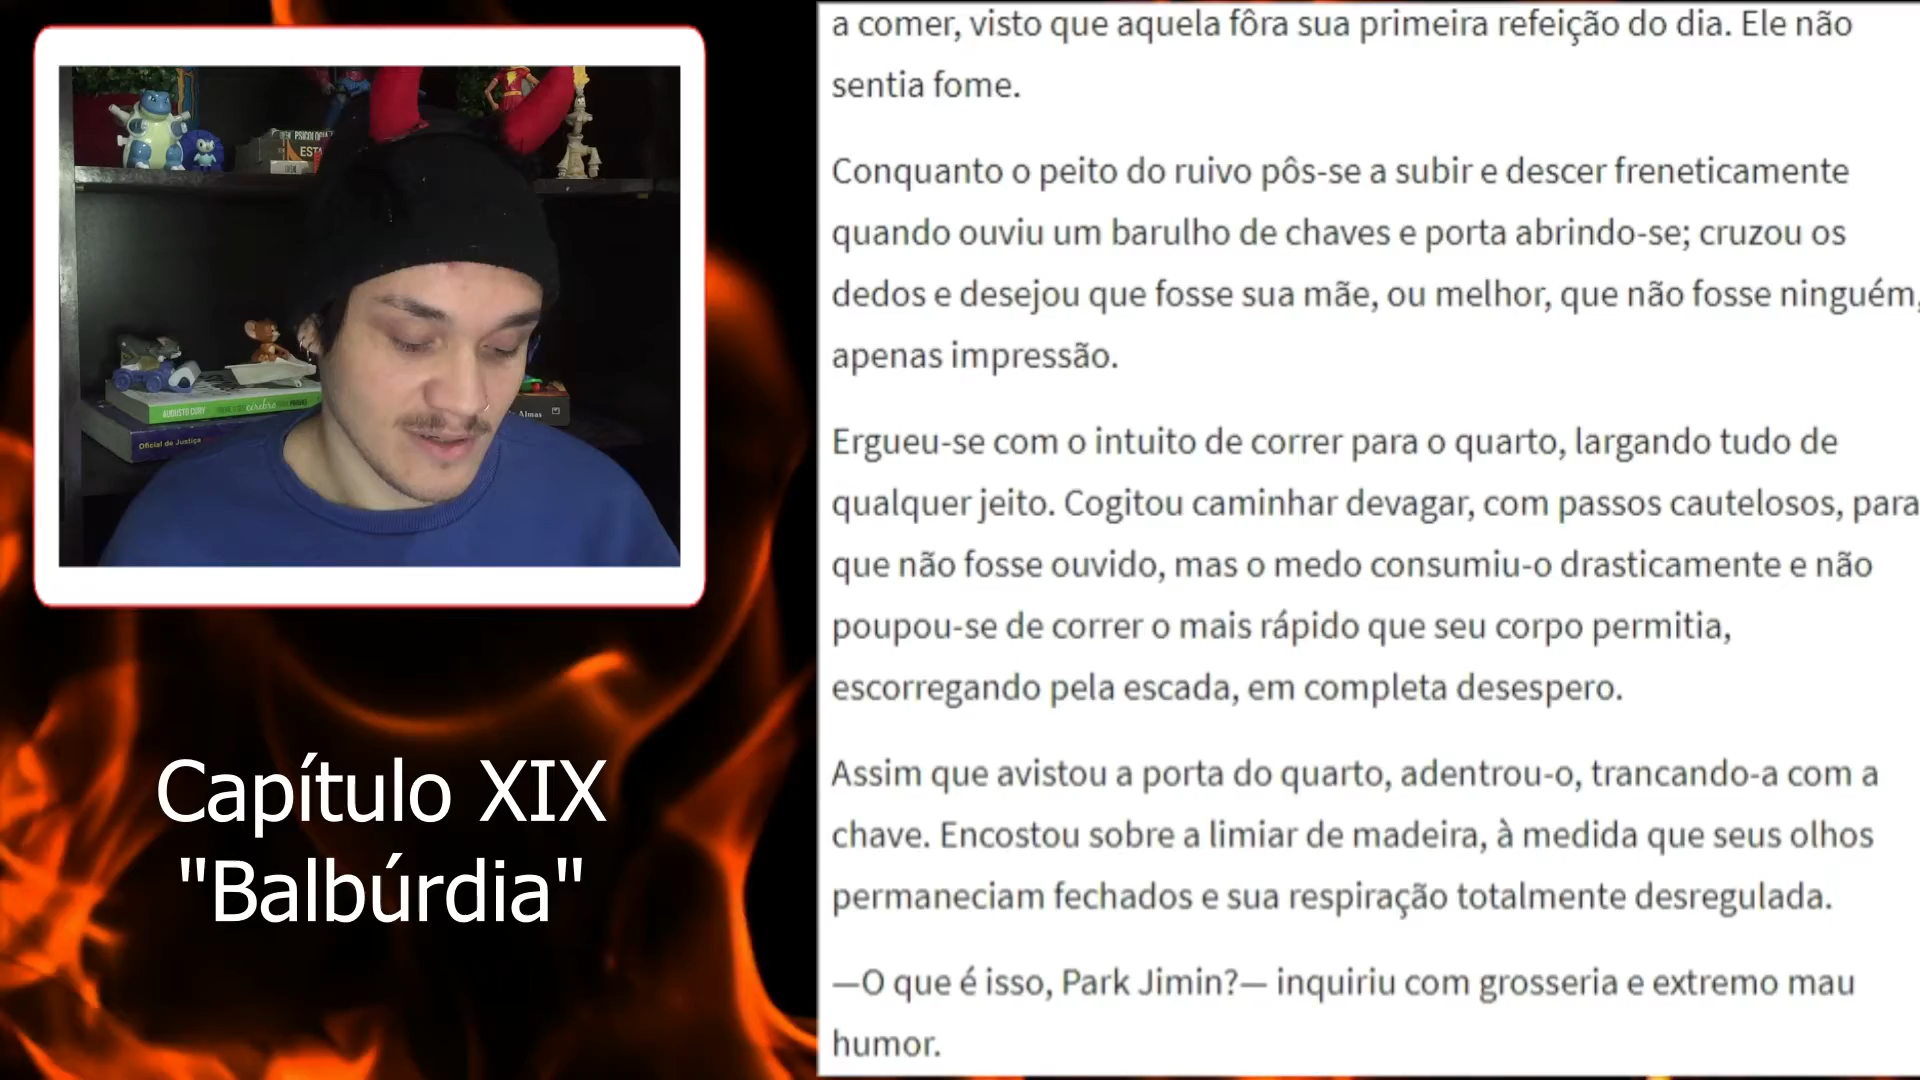 PSICOLOGIA
EST
AUGUSTO CURY
cérebro
Oficial de Justiça
Almas
Capítulo XIX
"Balbúrdia"
a comer, visto que aquela fôra sua primeira refeição do dia. Ele não
sentia fome.
Conquanto o peito do ruivo pôs-se a subir e descer freneticamente
quando ouviu um barulho de chaves e porta abrindo-se; cruzou os
dedos e desejou que fosse sua mãe, ou melhor, que não fosse ninguém,
apenas impressão.
Ergueu-se com o intuito de correr para o quarto, largando tudo de
qualquer jeito. Cogitou caminhar devagar, com passos cautelosos, para
que não fosse ouvido, mas o medo consumiu-o drasticamente e não
poupou-se de correr o mais rápido que seu corpo permitia,
escorregando pela escada, em completa desespero.
Assim que avistou a porta do quarto, adentrou-o, trancando-a com a
chave. Encostou sobre a limiar de madeira, à medida que seus olhos
permaneciam fechados e sua respiração totalmente desregulada.
—O que é isso, Park Jimin?— inquiriu com grosseria e extremo mau
humor.